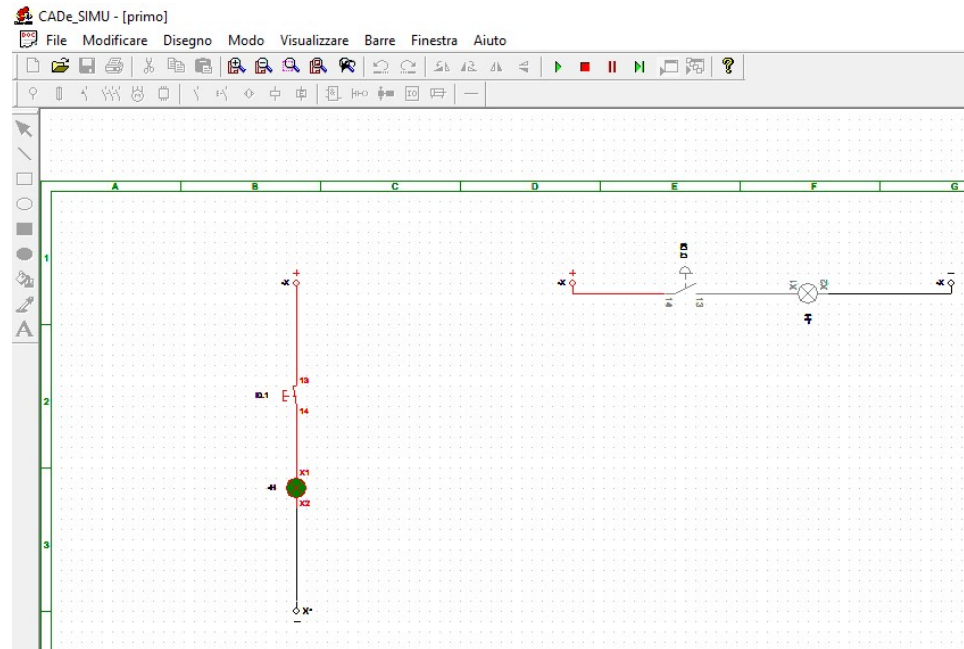 CADe_SIMU - [primo]
File Modificare Disegno Modo Visualizzare Barre Finestra Aiuto
A B C D E F G
1
+
-X
+
-X
14
13
X1
X2
-H
-
-X
2
13
14
X1
-H
X2
3
X-
-